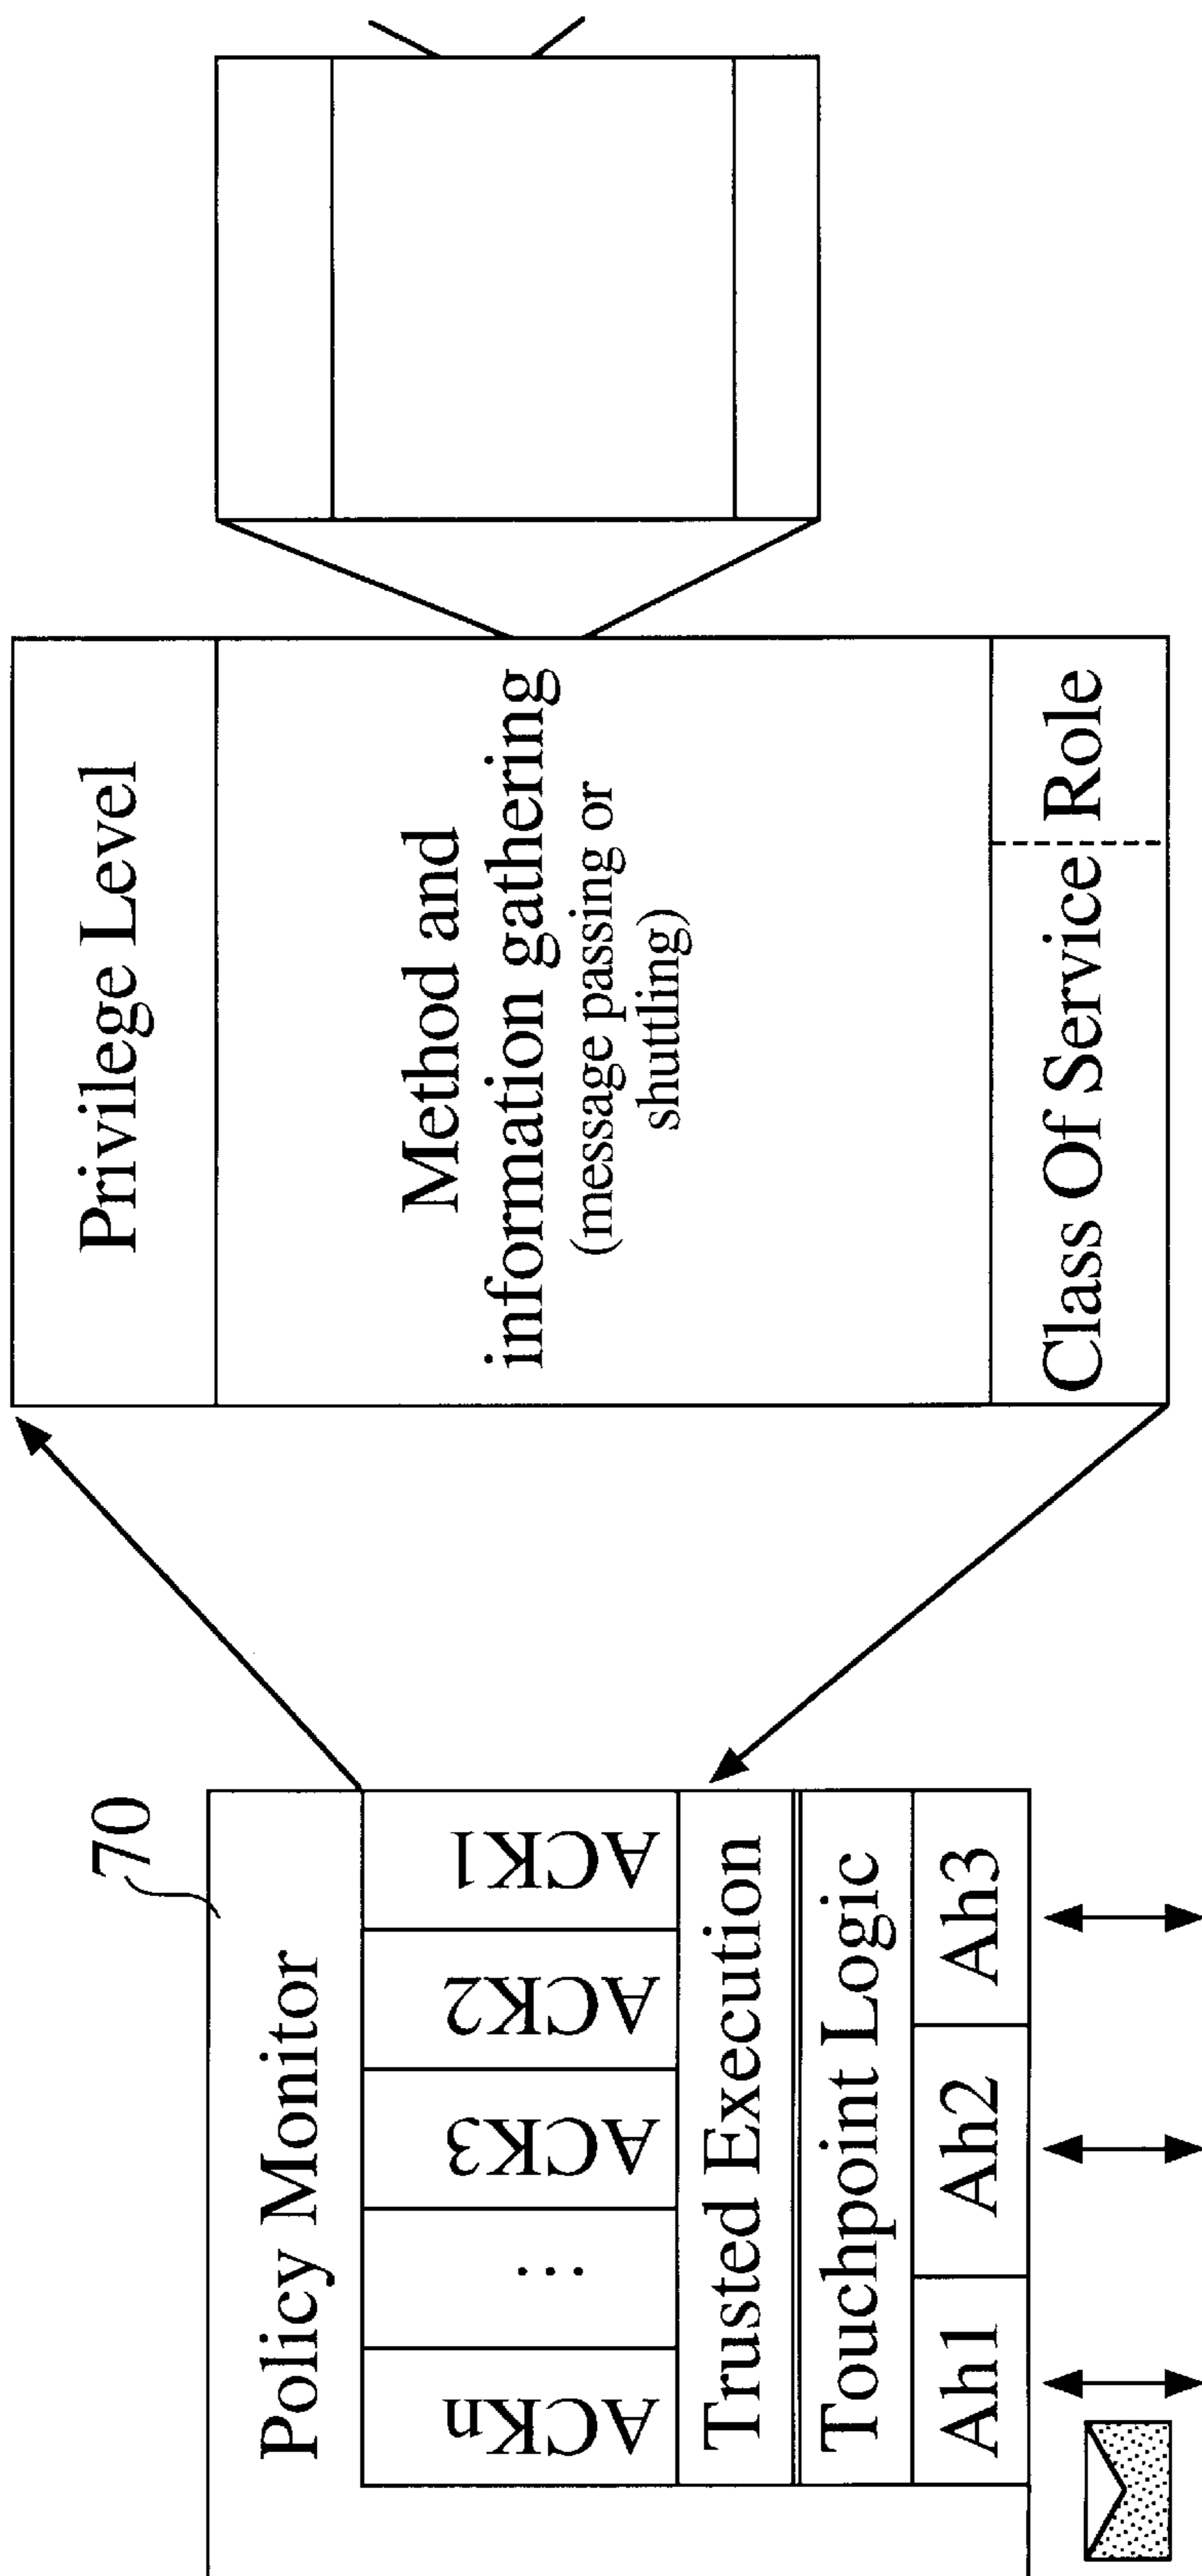 70
Policy Monitor
ACKn
...
ACK3
ACK2
ACK1
Trusted Execution
Touchpoint Logic
Ah1
Ah2
Ah3
Privilege Level
Method and
information gathering
(message passing or
shuttling)
Class Of Service
Role